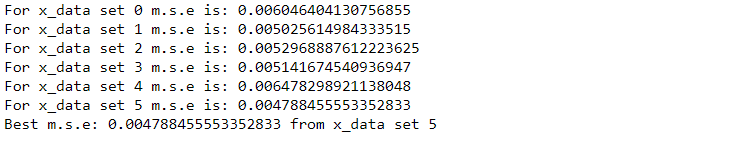 For x_data set 0 m.s.e is: 0.006046404130756855
For x_data set 1 m.s.e is: 0.005025614984333515
For x_data set 2 m.s.e is: 0.0052968887612223625
For x_data set 3 m.s.e is: 0.005141674540936947
For x_data set 4 m.s.e is: 0.006478298921138048
For x_data set 5 m.s.e is: 0.004788455553352833
Best m.s.e: 0.004788455553352833 from x_data set 5